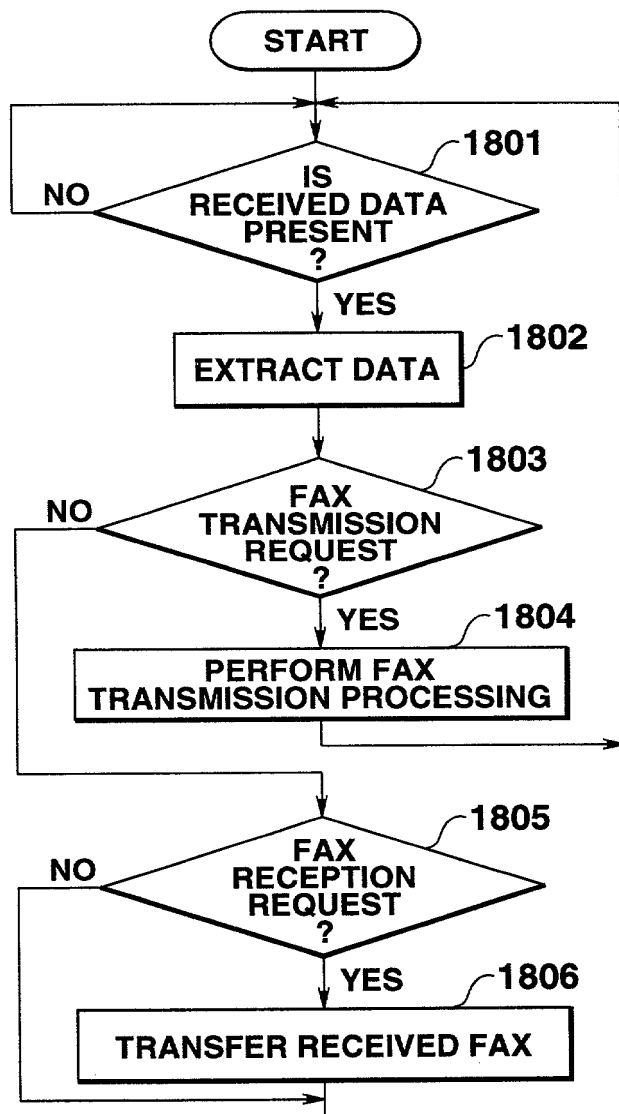 START
1801
IS
RECEIVED DATA
PRESENT
?
NO
YES
1802
EXTRACT DATA
1803
FAX
TRANSMISSION
REQUEST
?
NO
YES
1804
PERFORM FAX
TRANSMISSION PROCESSING
1805
FAX
RECEPTION
REQUEST
?
NO
YES
1806
TRANSFER RECEIVED FAX